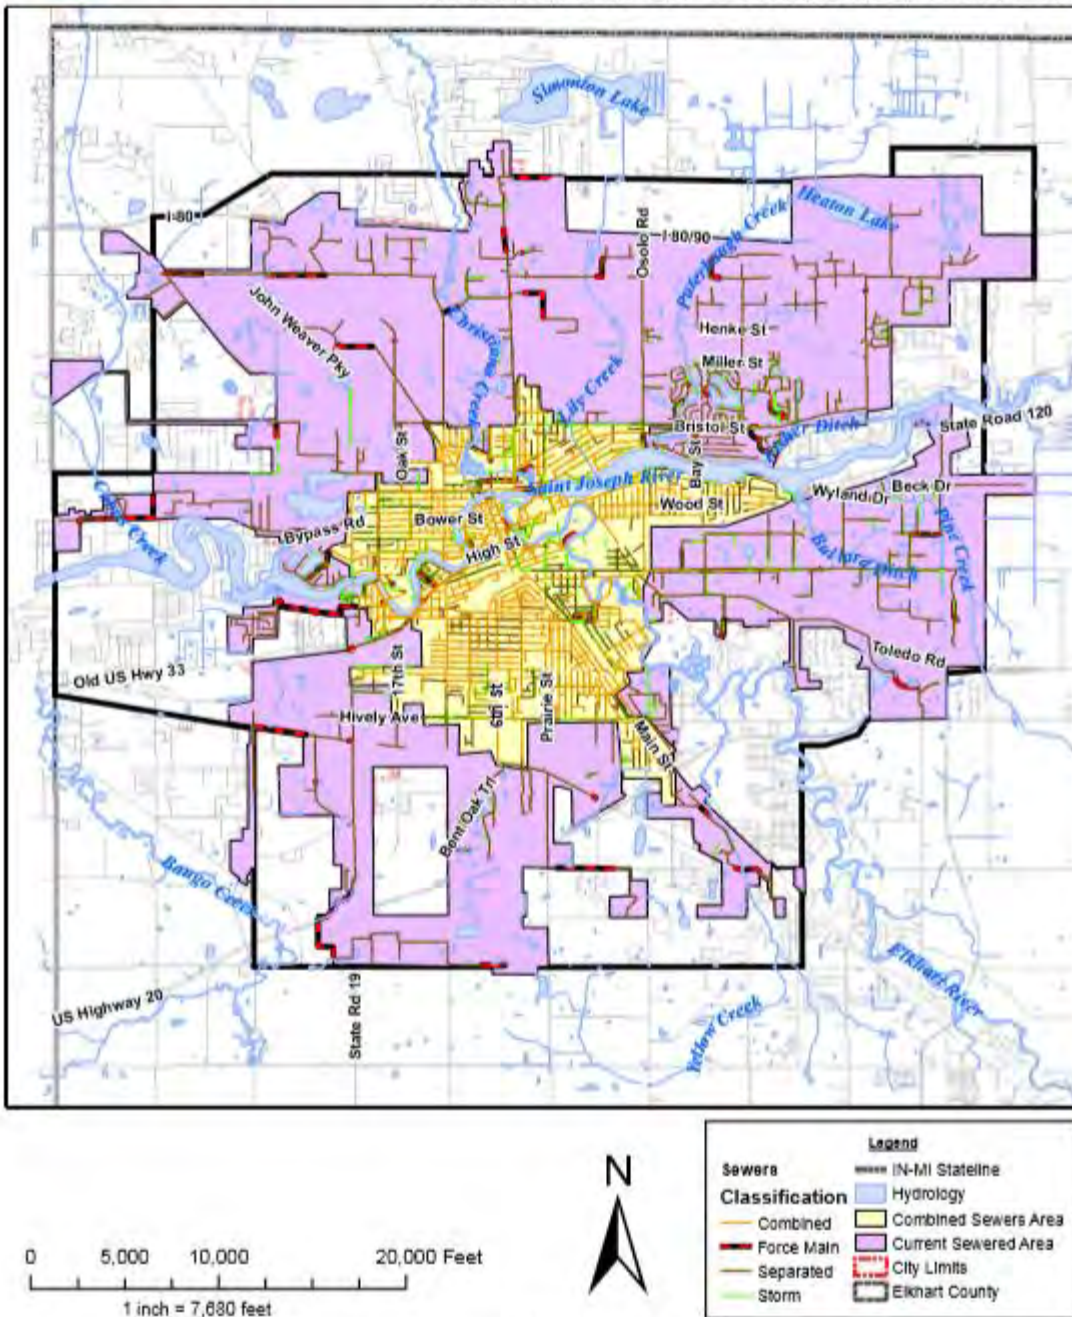 Simonton Lake
Heaton Lake
Puterbaugh Creek
I-80
Osolo Rd
I-80/90
John Weaver Pky
Christiana Creek
Henke St
Miller St
Lily Creek
Bristol St
State Road 120
Oak St
Bay St
Saint Joseph River
Beck Dr
Wyland Dr
Wood St
Bower St
Bypass Rd
High St
Pine Creek
Toledo Rd
Old US Hwy 33
17th St
6th St
Prairie St
Hively Ave
Main St
Bent Oak Trl
Baugo Creek
Elkhart River
US Highway 20
State Rd 19
Yellow Creek
N
Legend
Sewers
Classification
Combined
Force Main
Separated
Storm
IN-MI Stateline
Hydrology
Combined Sewers Area
Current Sewered Area
City Limits
Elkhart County
0 5,000 10,000 20,000 Feet
1 inch = 7,680 feet